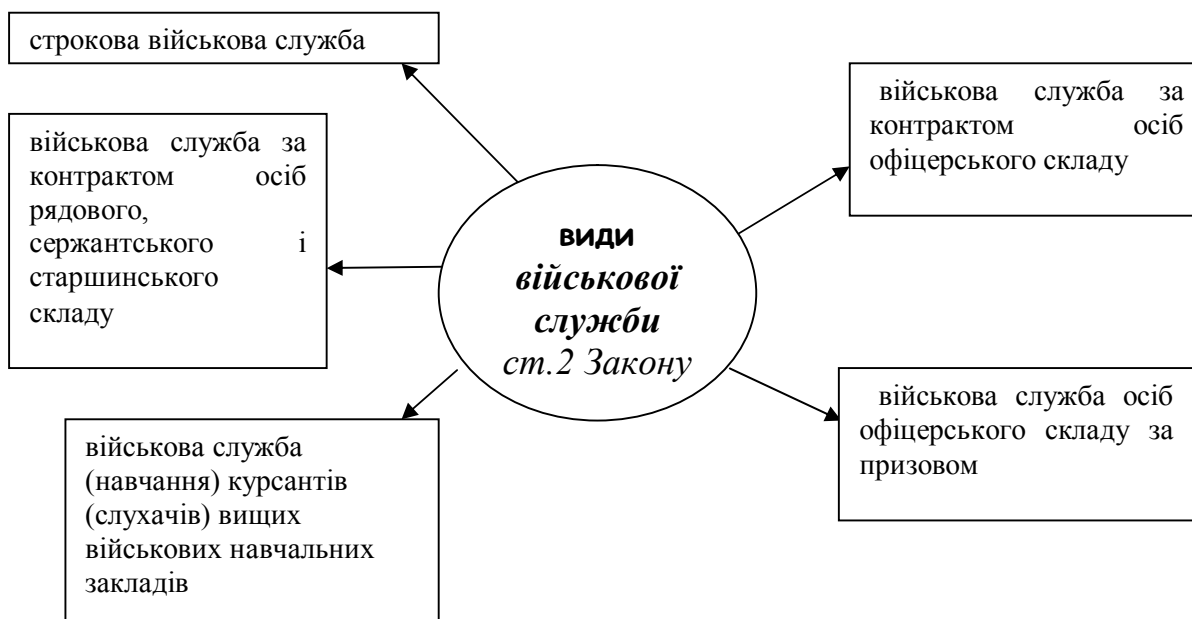 строкова військова служба
військова служба за
контрактом осіб
рядового,
сержантського і
старшинського
складу
військова служба
(навчання) курсантів
(слухачів) вищих
військових навчальних
закладів
види
військової
служби
ст.2 Закону
військова служба за
контрактом осіб
офіцерського складу
військова служба осіб
офіцерського складу за
призовом